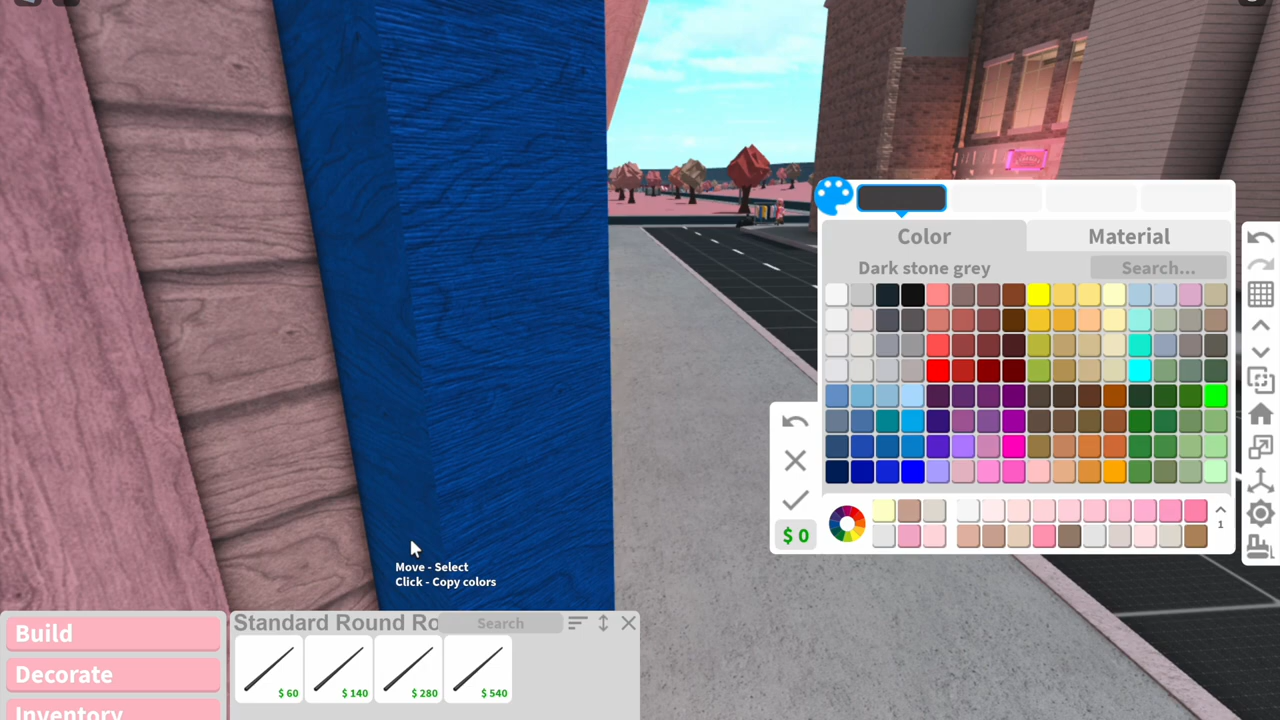 Color
Material
Dark stone grey
Search...
$ 0
1
Move - Select
Click - Copy colors
Build
Decorate
Inventory
Standard Round Ro
Search
$ 60
$ 140
$ 280
$ 540